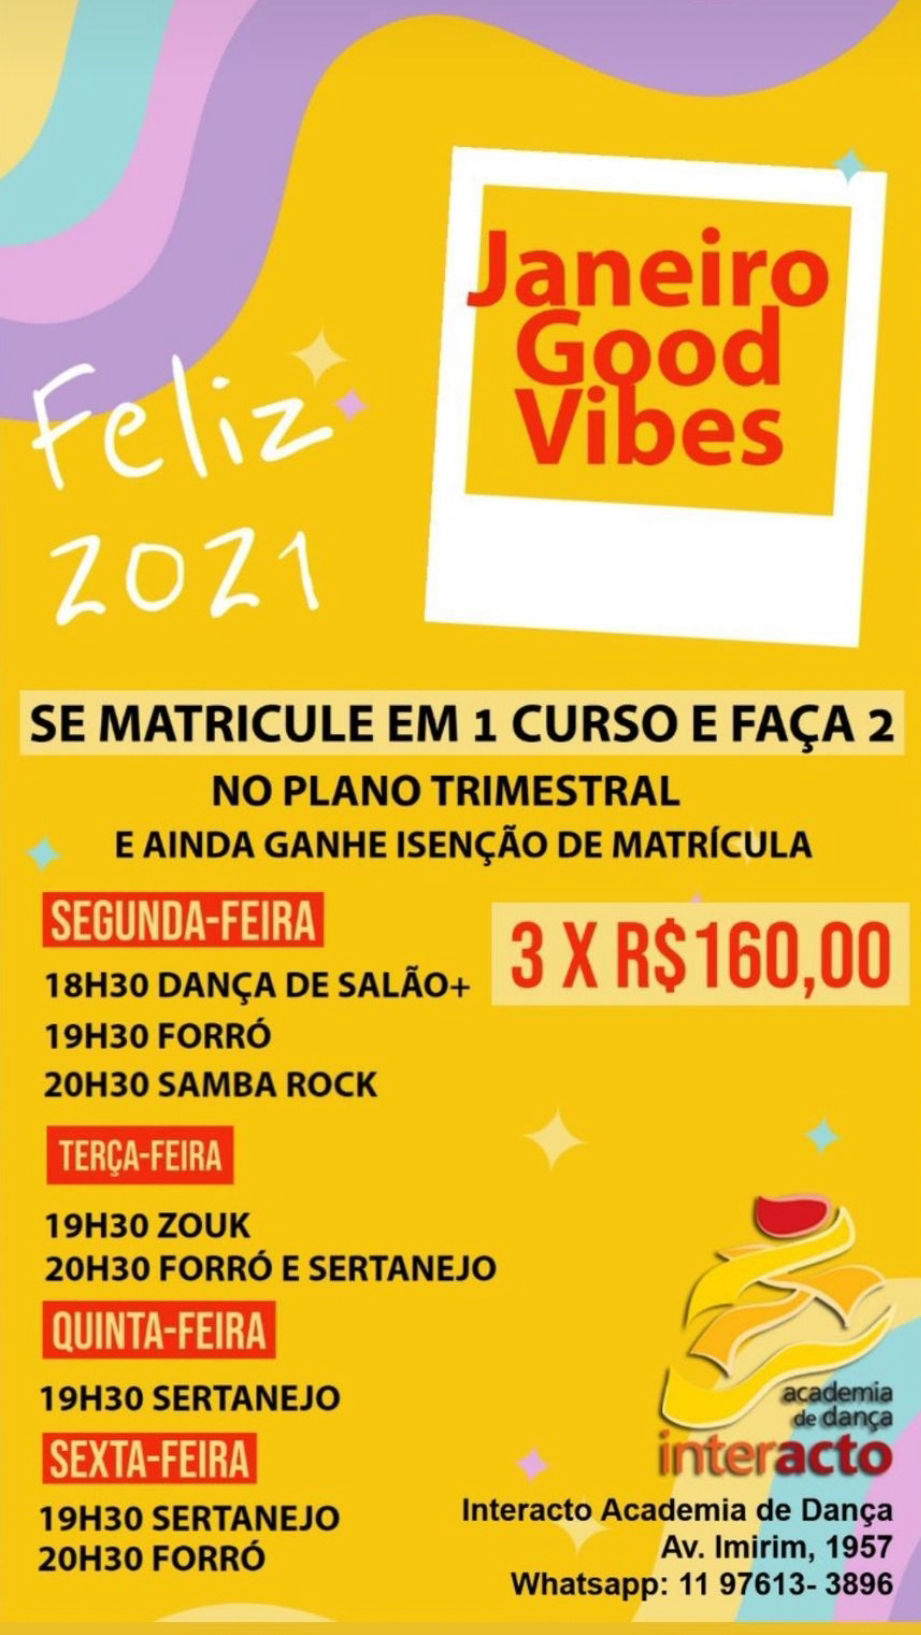 Feliz
2021
Janeiro
Good
Vibes
SE MATRICULE EM 1 CURSO E FAÇA 2
NO PLANO TRIMESTRAL
E AINDA GANHE ISENÇÃO DE MATRÍCULA
SEGUNDA-FEIRA
3 X R$160,00
18H30 DANÇA DE SALÃO+
19H30 FORRÓ
20H30 SAMBA ROCK
TERÇA-FEIRA
19H30 ZOUK
20H30 FORRÓ E SERTANEJO
QUINTA-FEIRA
19H30 SERTANEJO
SEXTA-FEIRA
19H30 SERTANEJO
20H30 FORRÓ
academia
de dança
interacto
Interacto Academia de Dança
Av. Imirim, 1957
Whatsapp: 11 97613- 3896